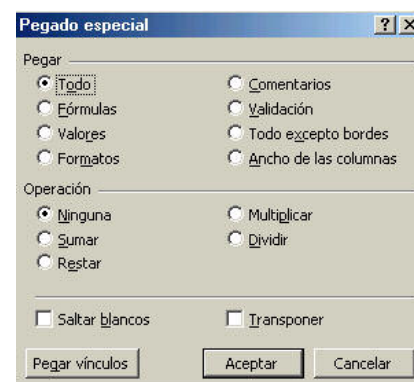 Pegado especial
Pegar
Todo Comentarios
Fórmulas Validación
Valores Todo excepto bordes
Formatos Ancho de las columnas
Operación
Ninguna Multiplicar
Sumar Dividir
Restar
Saltar blancos Transponer
Pegar vínculos Aceptar Cancelar